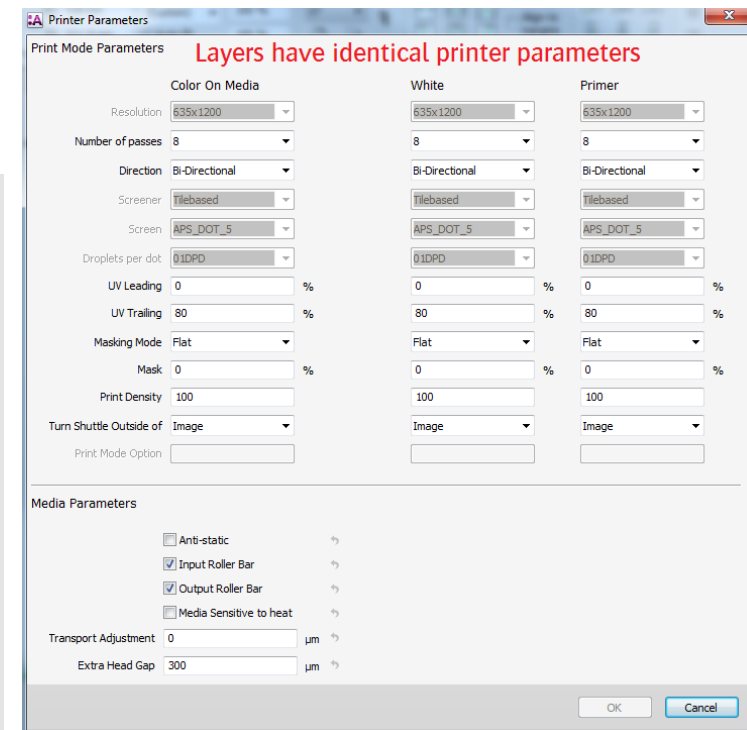 :A Printer Parameters
Print Mode Parameters Layers have identical printer parameters
Color On Media White Primer
Resolution 635x1200 635x1200 635x1200
Number of passes 8 8 8
Direction Bi-Directional Bi-Directional Bi-Directional
Screener Tilebased Tilebased Tilebased
Screen APS_DOT_5 APS_DOT_5 APS_DOT_5
Droplets per dot 01DPD 01DPD 01DPD
UV Leading 0 % 0 % 0 %
UV Trailing 80 % 80 % 80 %
Masking Mode Flat Flat Flat
Mask 0 % 0 % 0 %
Print Density 100 100 100
Turn Shuttle Outside of Image Image Image
Print Mode Option
Media Parameters
Anti-static
Input Roller Bar
Output Roller Bar
Media Sensitive to heat
Transport Adjustment 0 µm
Extra Head Gap 300 µm
OK Cancel